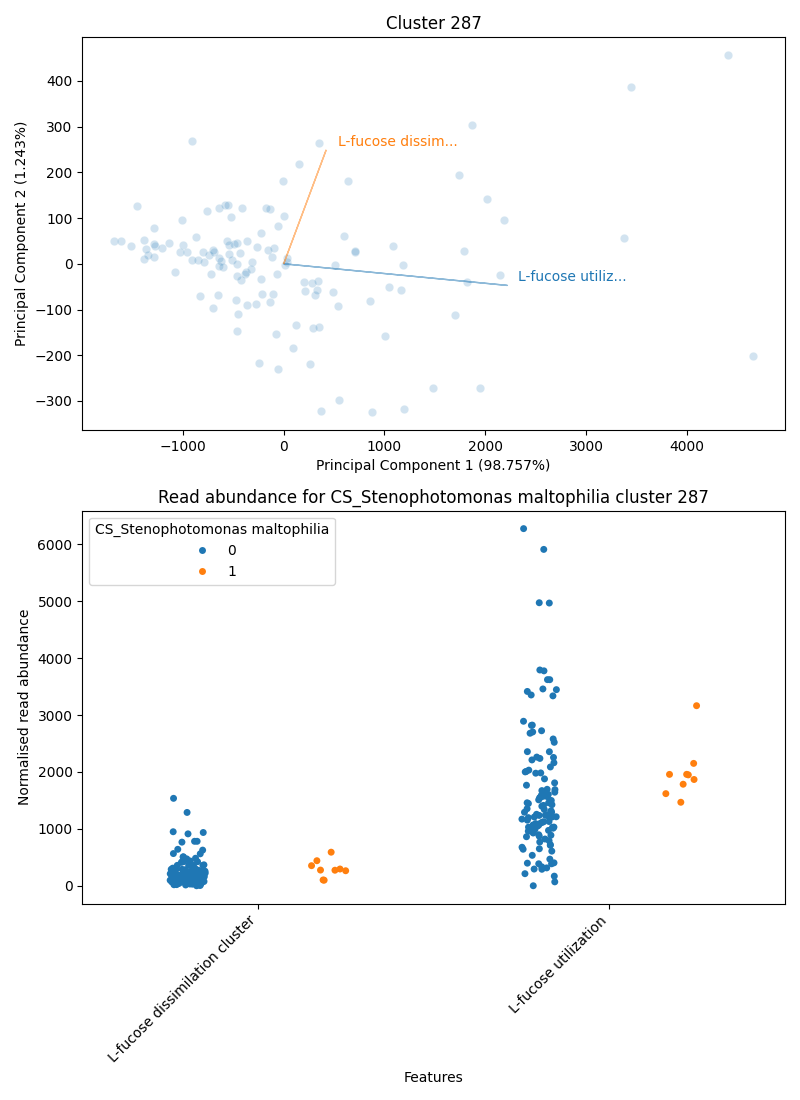 Cluster 287
Principal Component 2 (1.243%)
400
300
200
100
0
−100
−200
−300
L-fucose dissim...
L-fucose utiliz...
−1000
0
1000
2000
3000
4000
Principal Component 1 (98.757%)
Read abundance for CS_Stenophotomonas maltophilia cluster 287
CS_Stenophotomonas maltophilia
0
1
Normalised read abundance
6000
5000
4000
3000
2000
1000
0
L-fucose dissimilation cluster
L-fucose utilization
Features